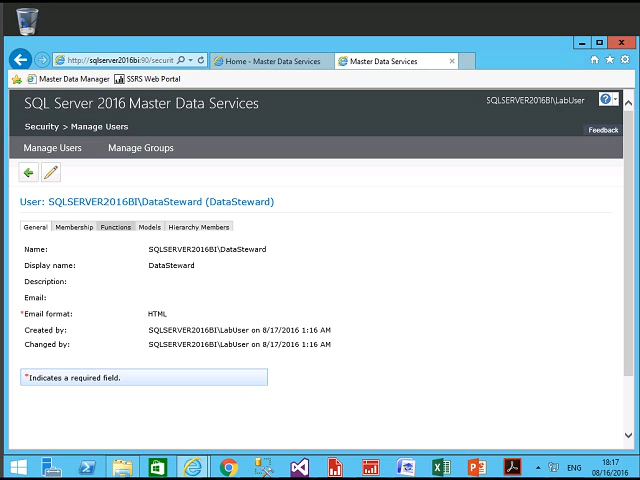 http://sqlserver2016bi:90/securit
Home - Master Data Services
Master Data Services
Master Data Manager
SSRS Web Portal
SQL Server 2016 Master Data Services
SQLSERVER2016BI\LabUser
?
Security > Manage Users
Feedback
Manage Users
Manage Groups
User: SQLSERVER2016BI\DataSteward (DataSteward)
General
Membership
Functions
Models
Hierarchy Members
Name: SQLSERVER2016BI\DataSteward
Display name: DataSteward
Description:
Email:
*Email format: HTML
Created by: SQLSERVER2016BI\LabUser on 8/17/2016 1:16 AM
Changed by: SQLSERVER2016BI\LabUser on 8/17/2016 1:16 AM
*Indicates a required field.
ENG
18:17
08/16/2016